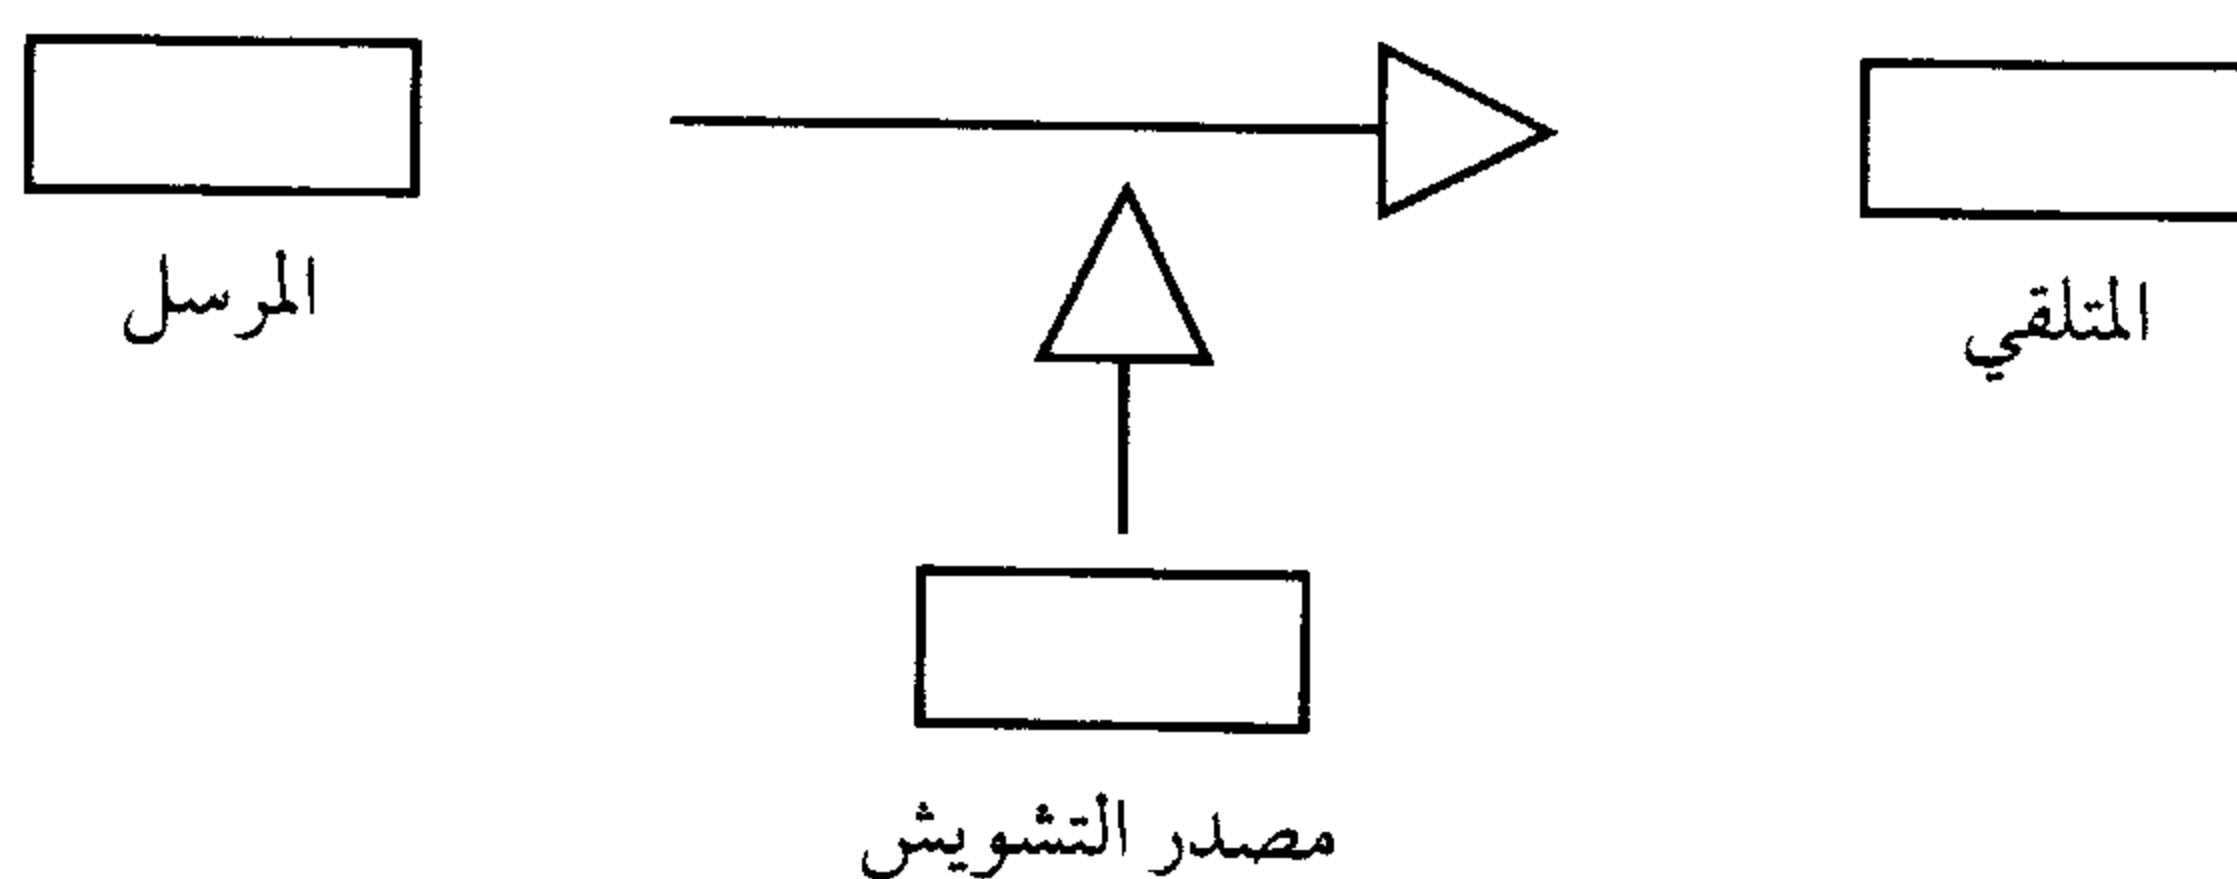 المرسل
المتلقي
مصدر التشويش